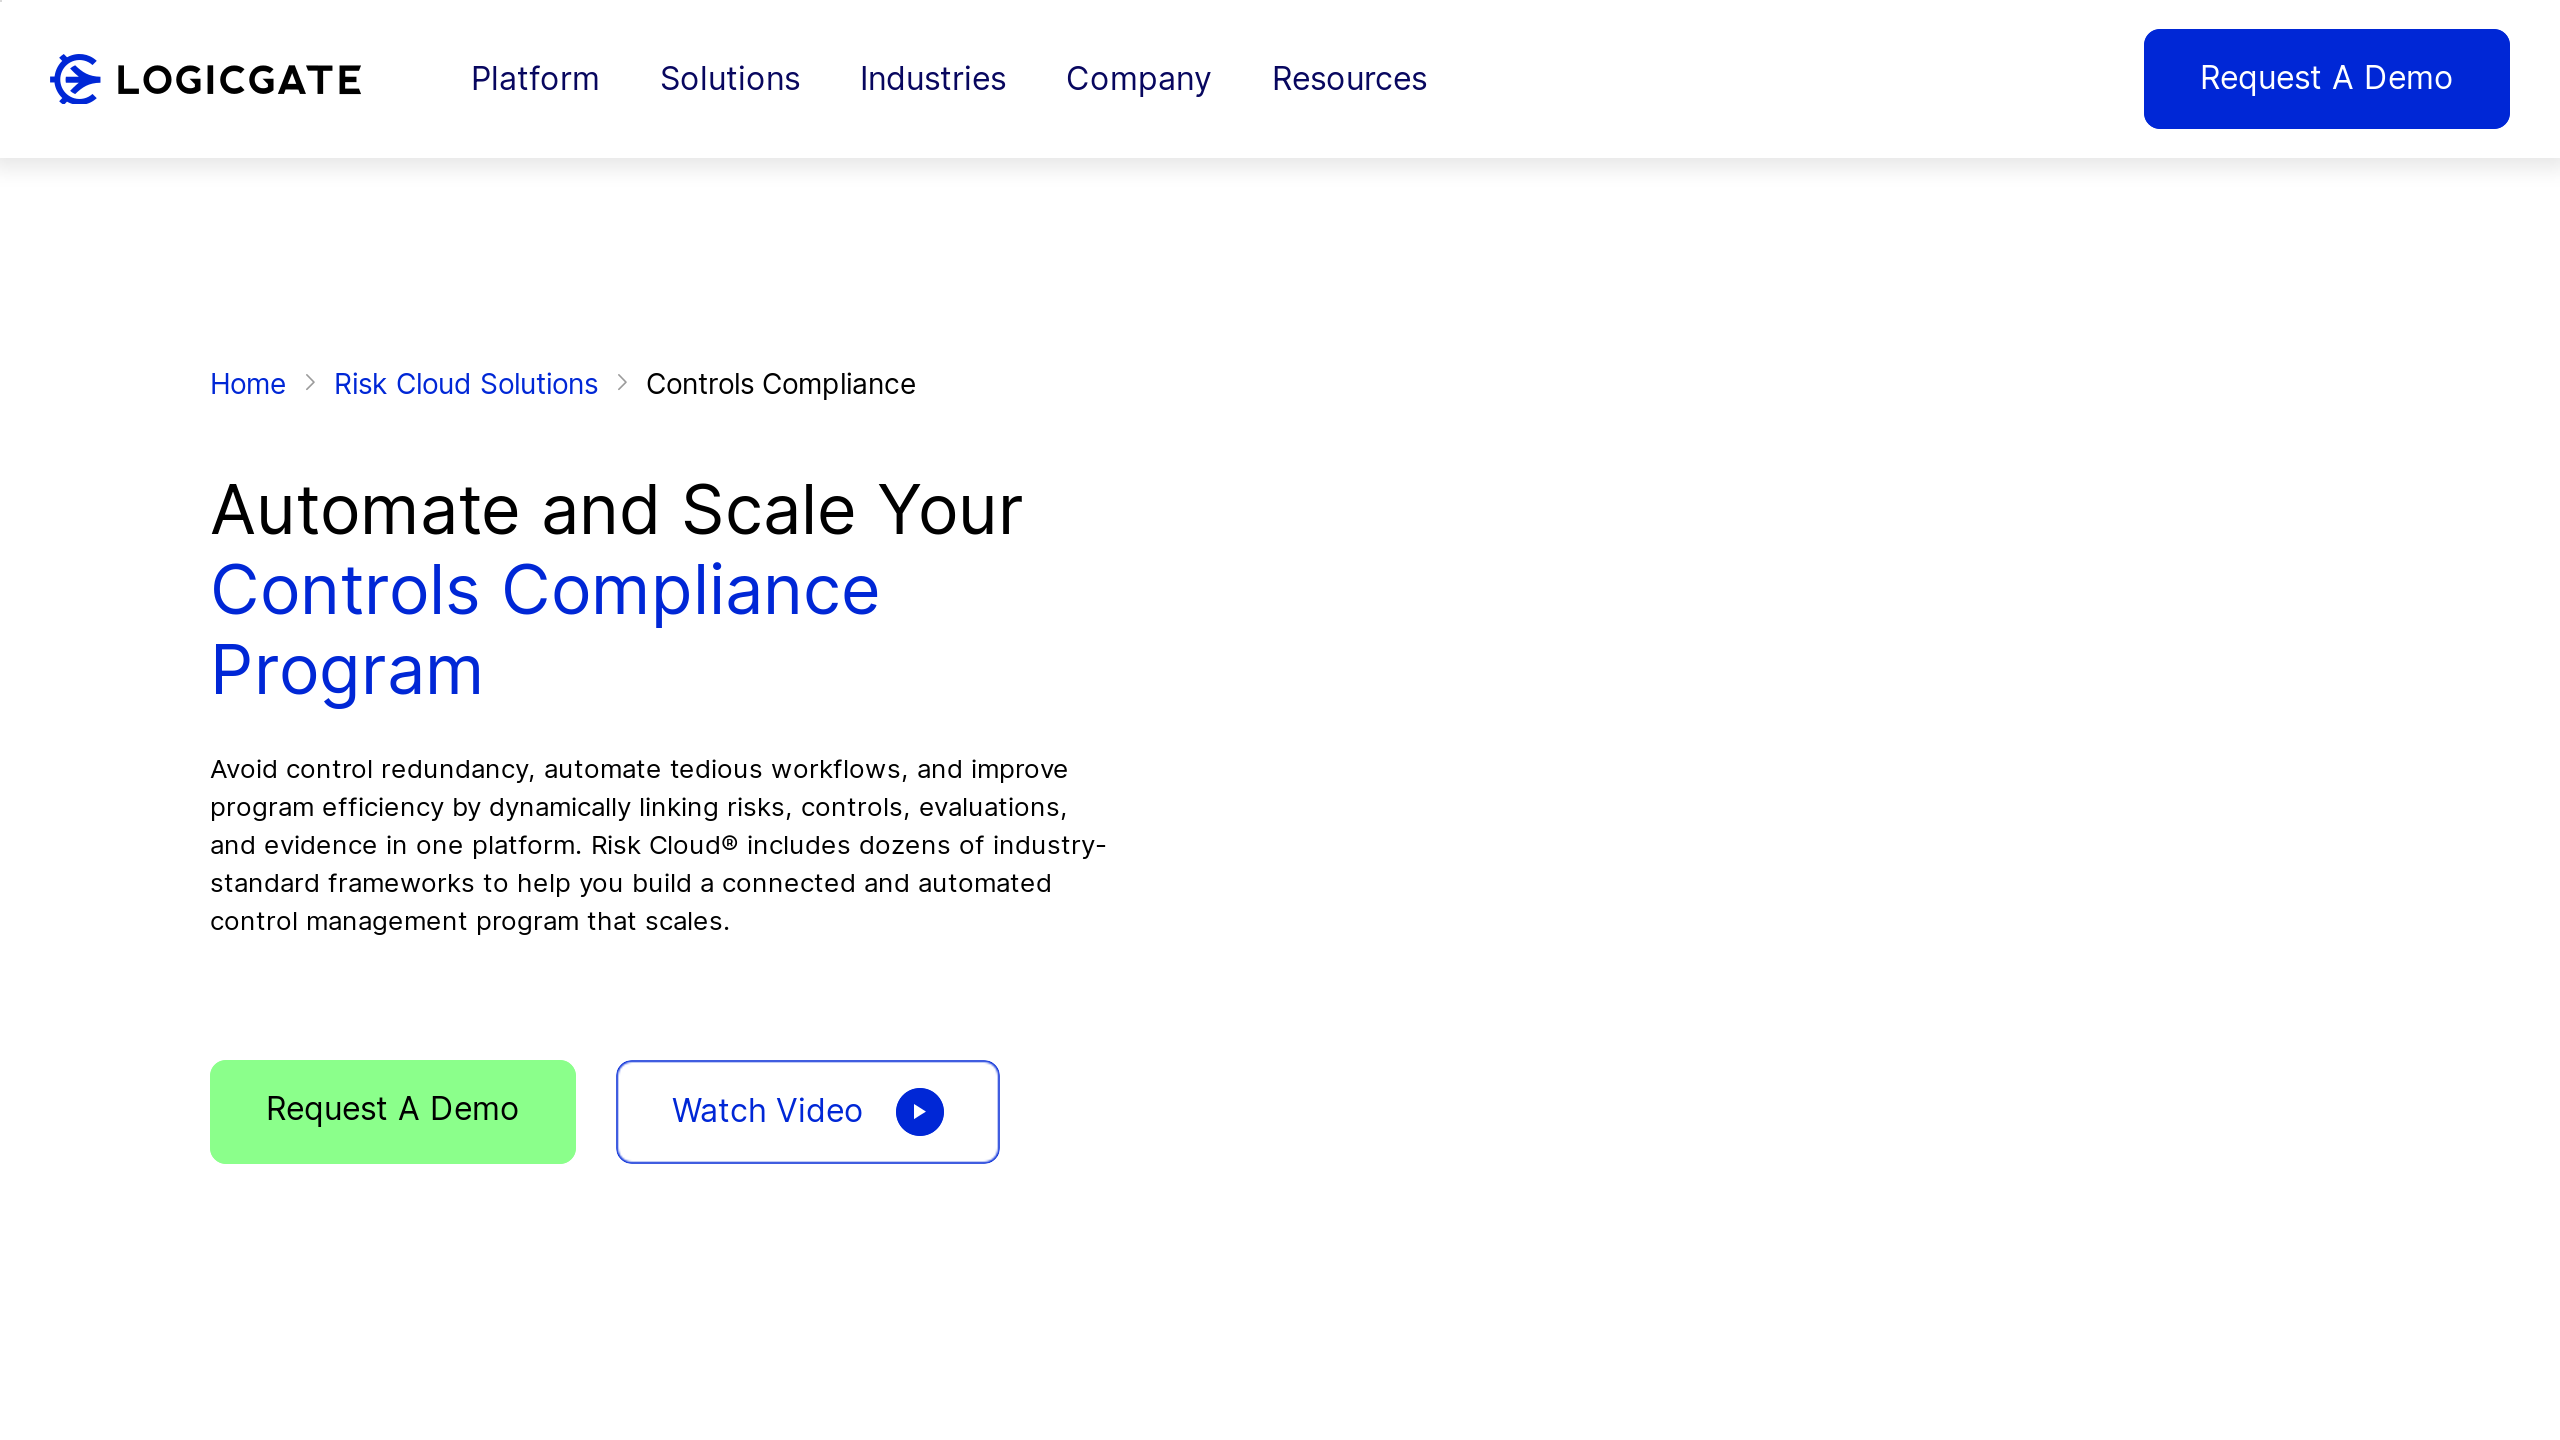 LOGICGATE
Platform
Solutions
Industries
Company
Resources
Request A Demo
Home
Risk Cloud Solutions
Controls Compliance
Automate and Scale Your
Controls Compliance
Program
Avoid control redundancy, automate tedious workflows, and improve
program efficiency by dynamically linking risks, controls, evaluations,
and evidence in one platform. Risk Cloud® includes dozens of industry-
standard frameworks to help you build a connected and automated
control management program that scales.
Request A Demo
Watch Video